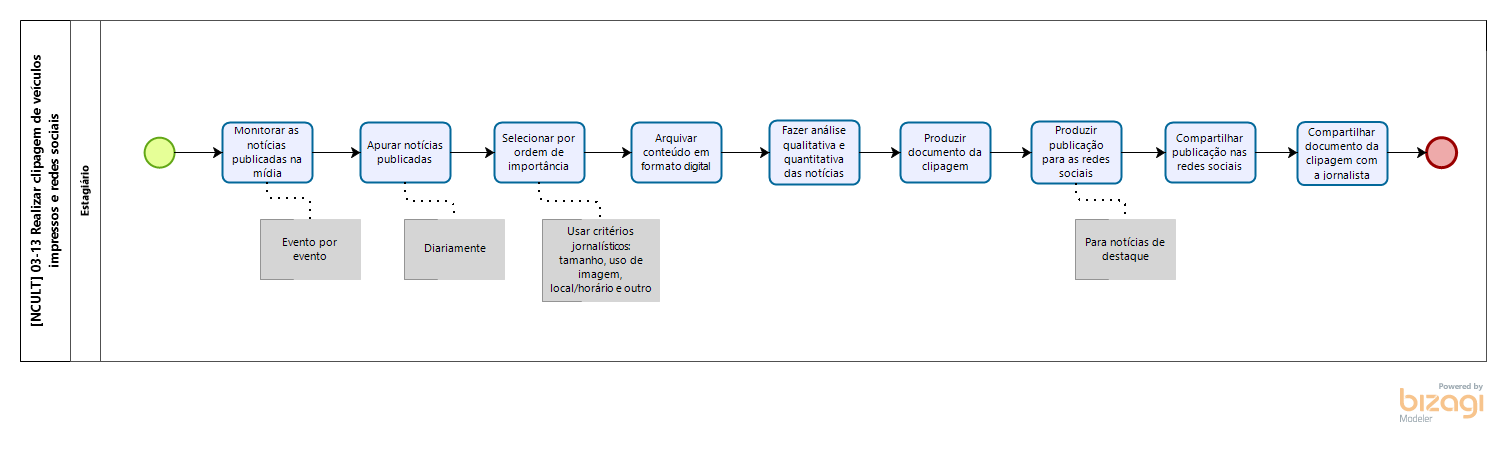 [NCULT] 03-13 Realizar clipagem de veículos
impressos e redes sociais
Estagiário
Monitorar as
notícias
publicadas na
mídia
Apurar notícias
publicadas
Selecionar por
ordem de
importância
Arquivar
conteúdo em
formato digital
Fazer análise
qualitativa e
quantitativa
das notícias
Produzir
documento da
clipagem
Produzir
publicação
para as redes
sociais
Compartilhar
publicação nas
redes sociais
Compartilhar
documento da
clipagem com
a jornalista
Evento por
evento
Diariamente
Usar critérios
jornalísticos:
tamanho, uso de
imagem,
local/horário e outro
Para notícias de
destaque
Powered by
bizagi
Modeler